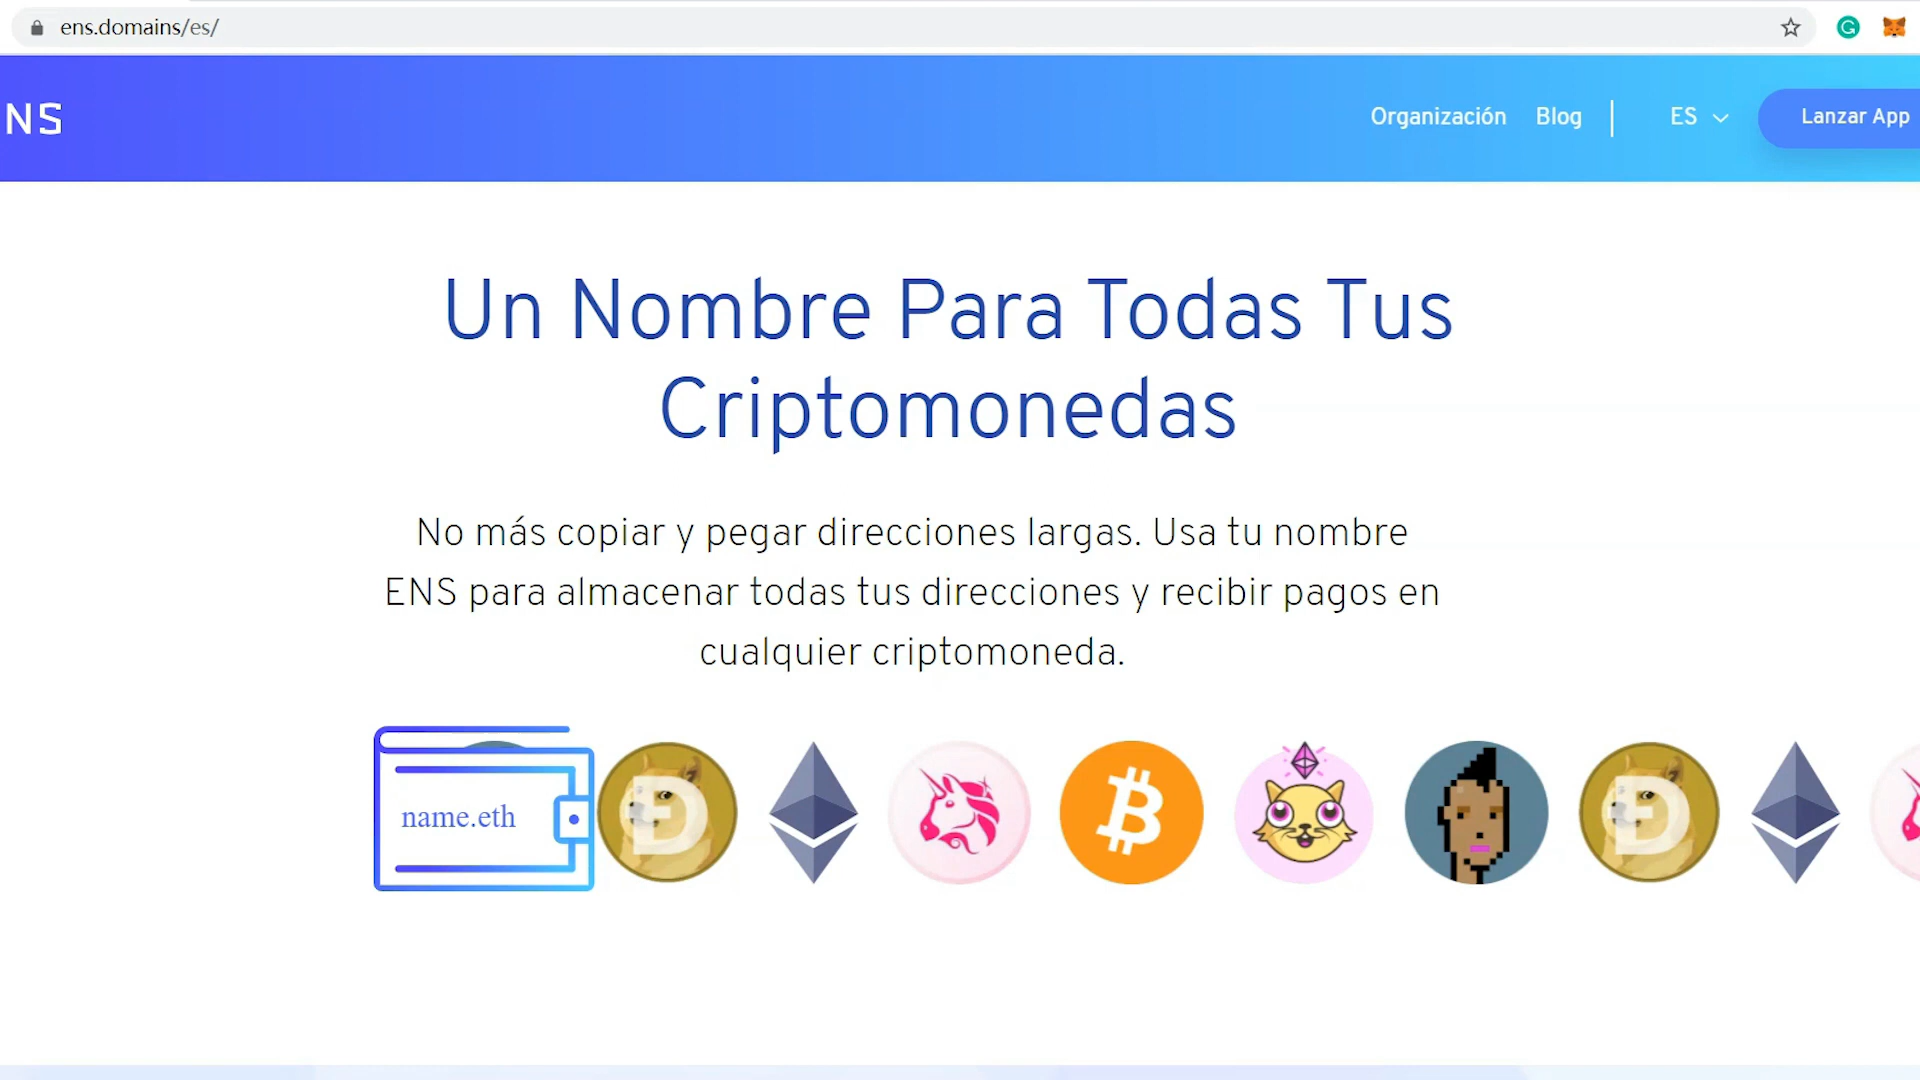 ens.domains/es/
NS
Organización
Blog
ES
Lanzar App
Un Nombre Para Todas Tus
Criptomonedas
No más copiar y pegar direcciones largas. Usa tu nombre
ENS para almacenar todas tus direcciones y recibir pagos en
cualquier criptomoneda.
name.eth